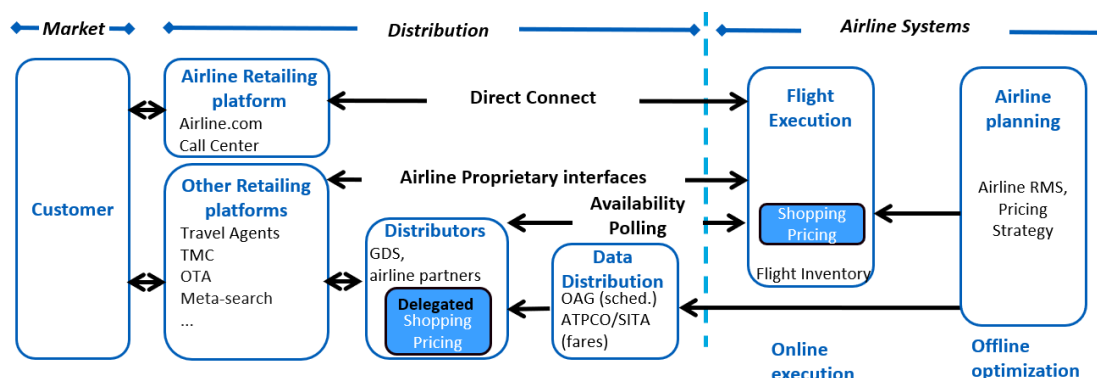 Market
Distribution
Airline Systems
Customer
Airline Retailing
platform
Airline.com
Call Center
Direct Connect
Flight
Execution
Airline
planning
Other Retailing
platforms
Travel Agents
TMC
OTA
Meta-search
...
Airline Proprietary interfaces
Availability
Polling
Distributors
GDS,
airline partners
Delegated
Shopping
Pricing
Data
Distribution
OAG (sched.)
ATPCO/SITA
(fares)
Shopping
Pricing
Flight Inventory
Airline RMS,
Pricing
Strategy
Online
execution
Offline
optimization